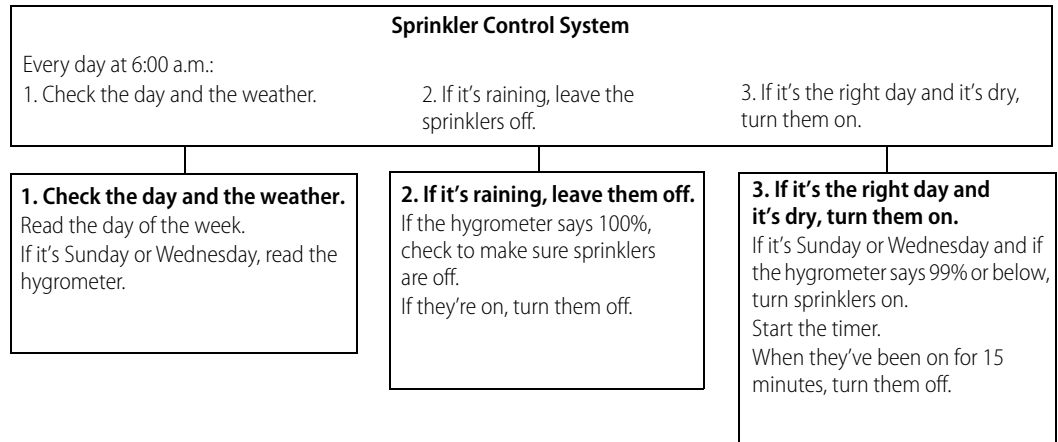 Sprinkler Control System
Every day at 6:00 a.m.:
1. Check the day and the weather.
2. If it's raining, leave the
sprinklers off.
3. If it's the right day and it's dry,
turn them on.
1. Check the day and the weather.
Read the day of the week.
If it's Sunday or Wednesday, read the
hygrometer.
2. If it's raining, leave them off.
If the hygrometer says 100%,
check to make sure sprinklers
are off.
If they're on, turn them off.
3. If it's the right day and
it's dry, turn them on.
If it's Sunday or Wednesday and if
the hygrometer says 99% or below,
turn sprinklers on.
Start the timer.
When they've been on for 15
minutes, turn them off.